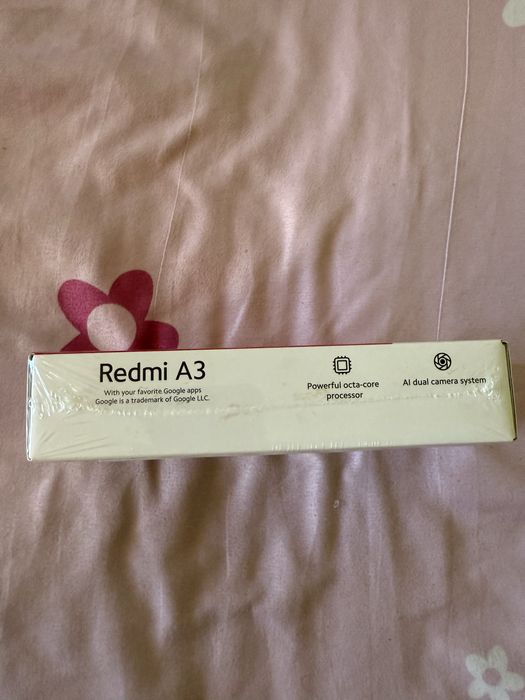 Redmi A3
With your favorite Google apps
Google is a trademark of Google LLC.
Powerful octa-core
processor
AI dual camera system